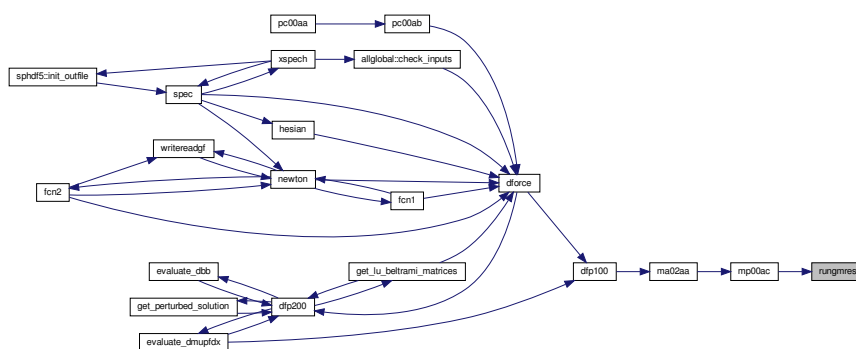 pc00aa
pc00ab
xspech
allglobal::check_inputs
sphdf5::init_outfile
spec
hesian
writereadgf
newton
dforce
fcn2
fcn1
evaluate_dbb
get_lu_beltrami_matrices
dfp100
ma02aa
mp00ac
rungmres
get_perturbed_solution
dfp200
evaluate_dmupfdx